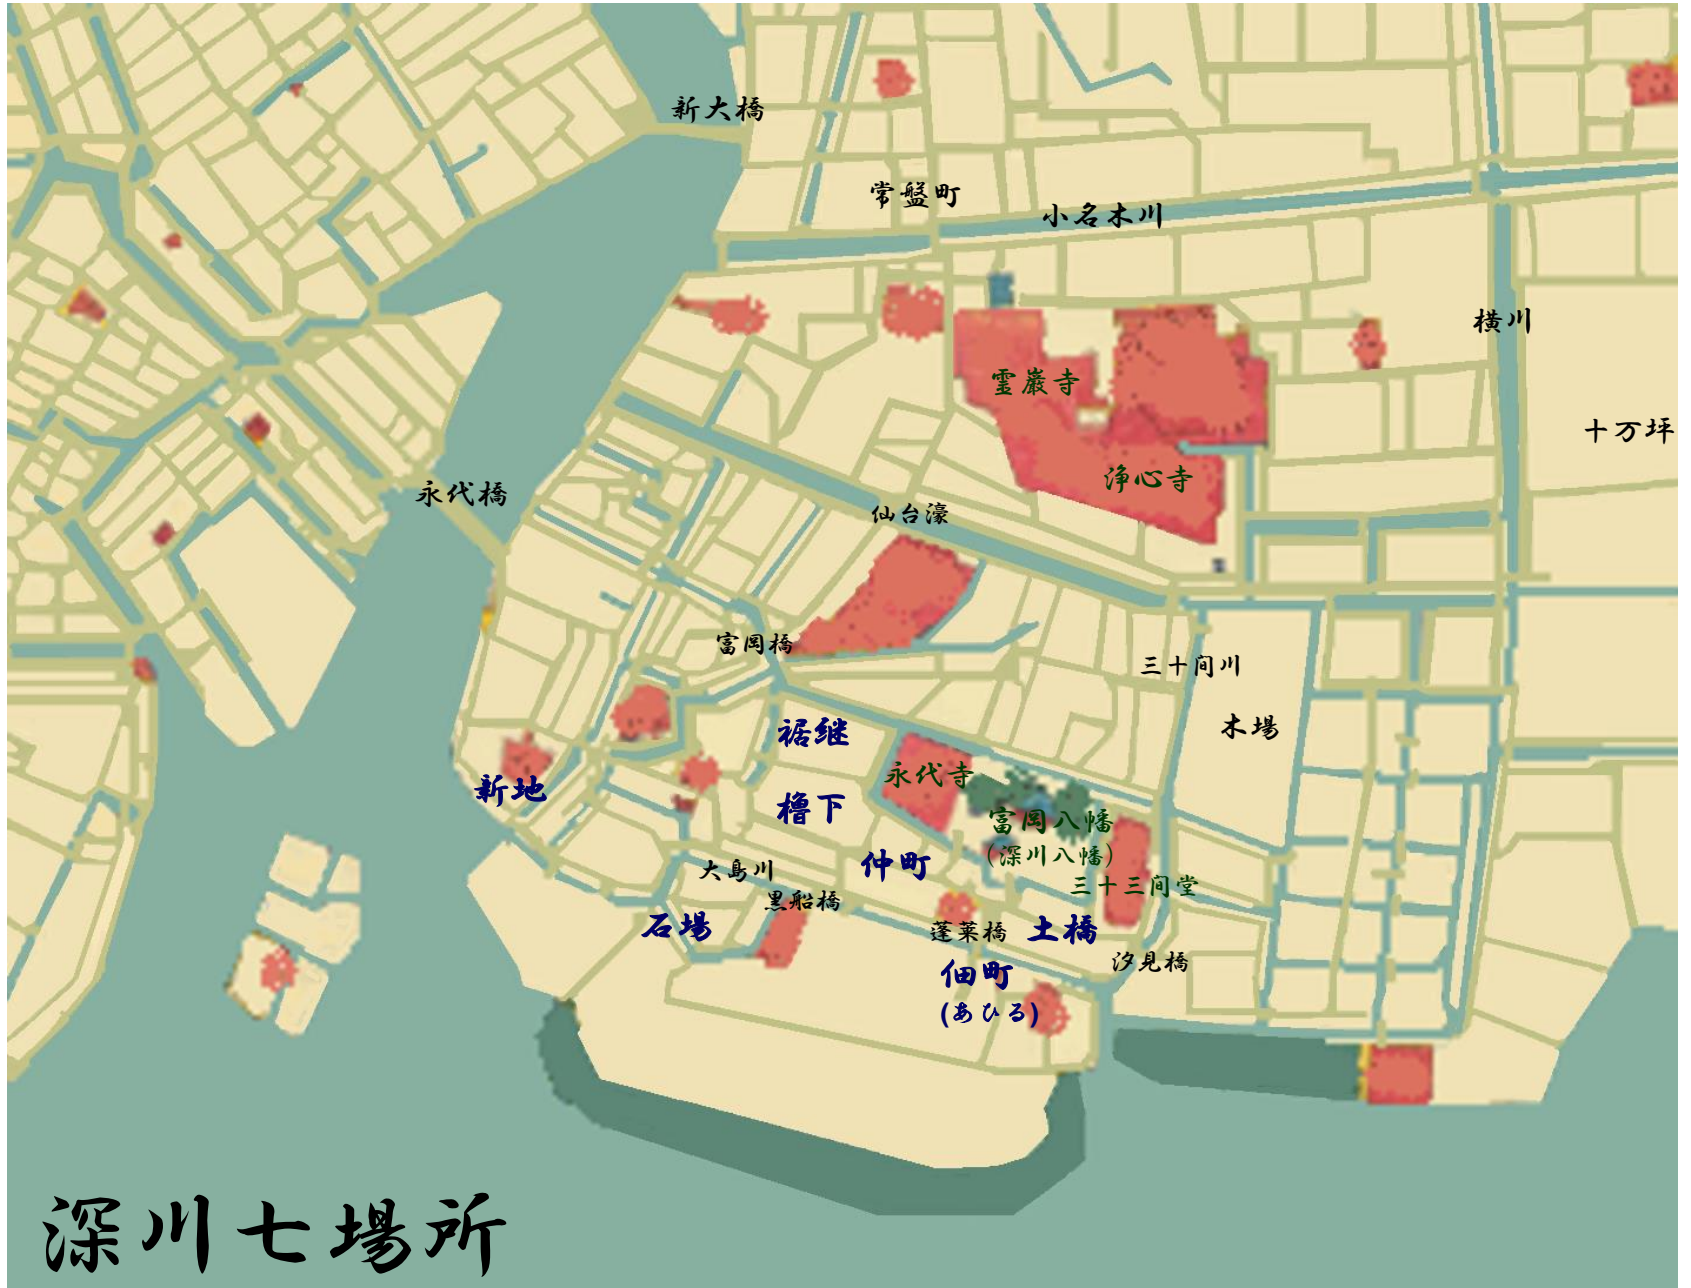 新大橋
常盤町
小名木川
横川
霊巌寺
十万坪
浄心寺
永代橋
仙台濠
富岡橋
三十间川
木場
裾継
永代寺
新地
櫓下
富岡八幡
(深川八幡)
仲町
大島川
三十三间堂
黒船橋
石場
蓬莱橋
土橋
汐見橋
佃町
(あひる)
深川七場所